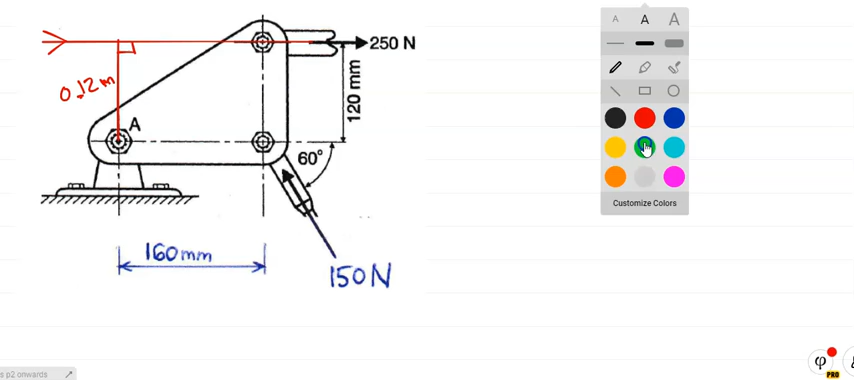 A A A
250 N
0.12m
120 mm
A
60°
160mm
150N
Customize Colors
s p2 onwards
φ
PRO